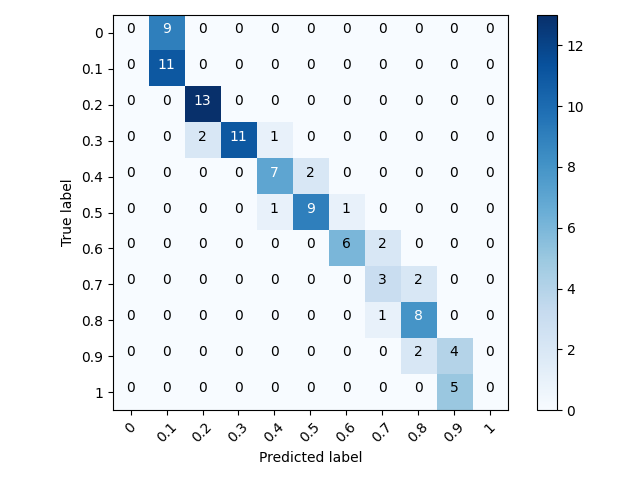 0 0 9 0 0 0 0 0 0 0 0 0
0.1 0 11 0 0 0 0 0 0 0 0 0
0.2 0 0 13 0 0 0 0 0 0 0 0
0.3 0 0 2 11 1 0 0 0 0 0 0
0.4 0 0 0 0 7 2 0 0 0 0 0
0.5 0 0 0 0 1 9 1 0 0 0 0
0.6 0 0 0 0 0 0 6 2 0 0 0
0.7 0 0 0 0 0 0 0 3 2 0 0
0.8 0 0 0 0 0 0 0 1 8 0 0
0.9 0 0 0 0 0 0 0 0 2 4 0
1 0 0 0 0 0 0 0 0 0 5 0
0 0.1 0.2 0.3 0.4 0.5 0.6 0.7 0.8 0.9 1
True label
Predicted label
12
10
8
6
4
2
0